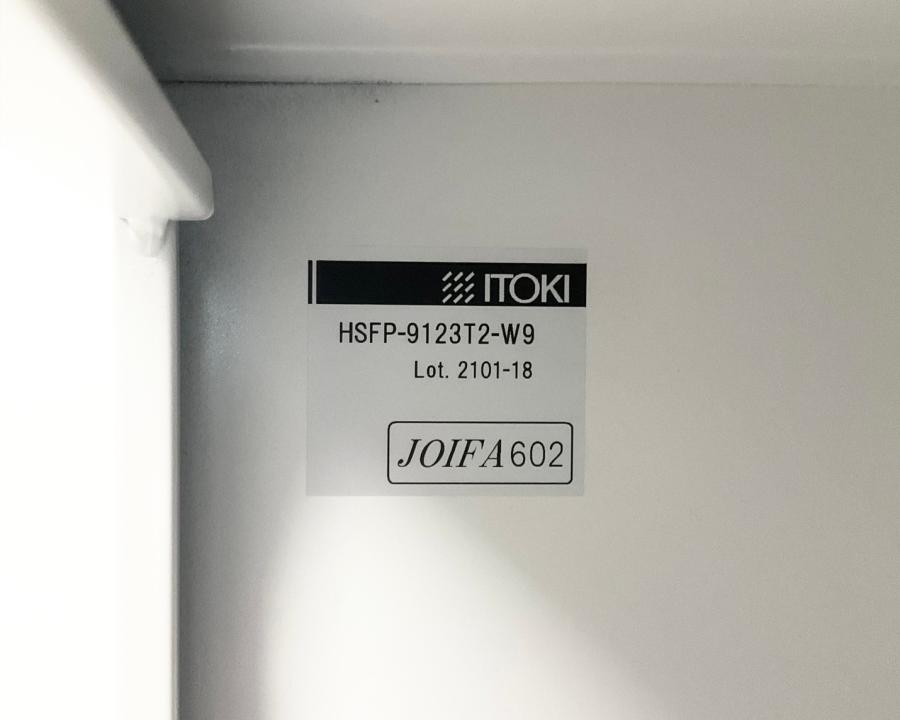 ITOKI
HSFP-9123T2-W9
Lot. 2101-18
JOIFA602